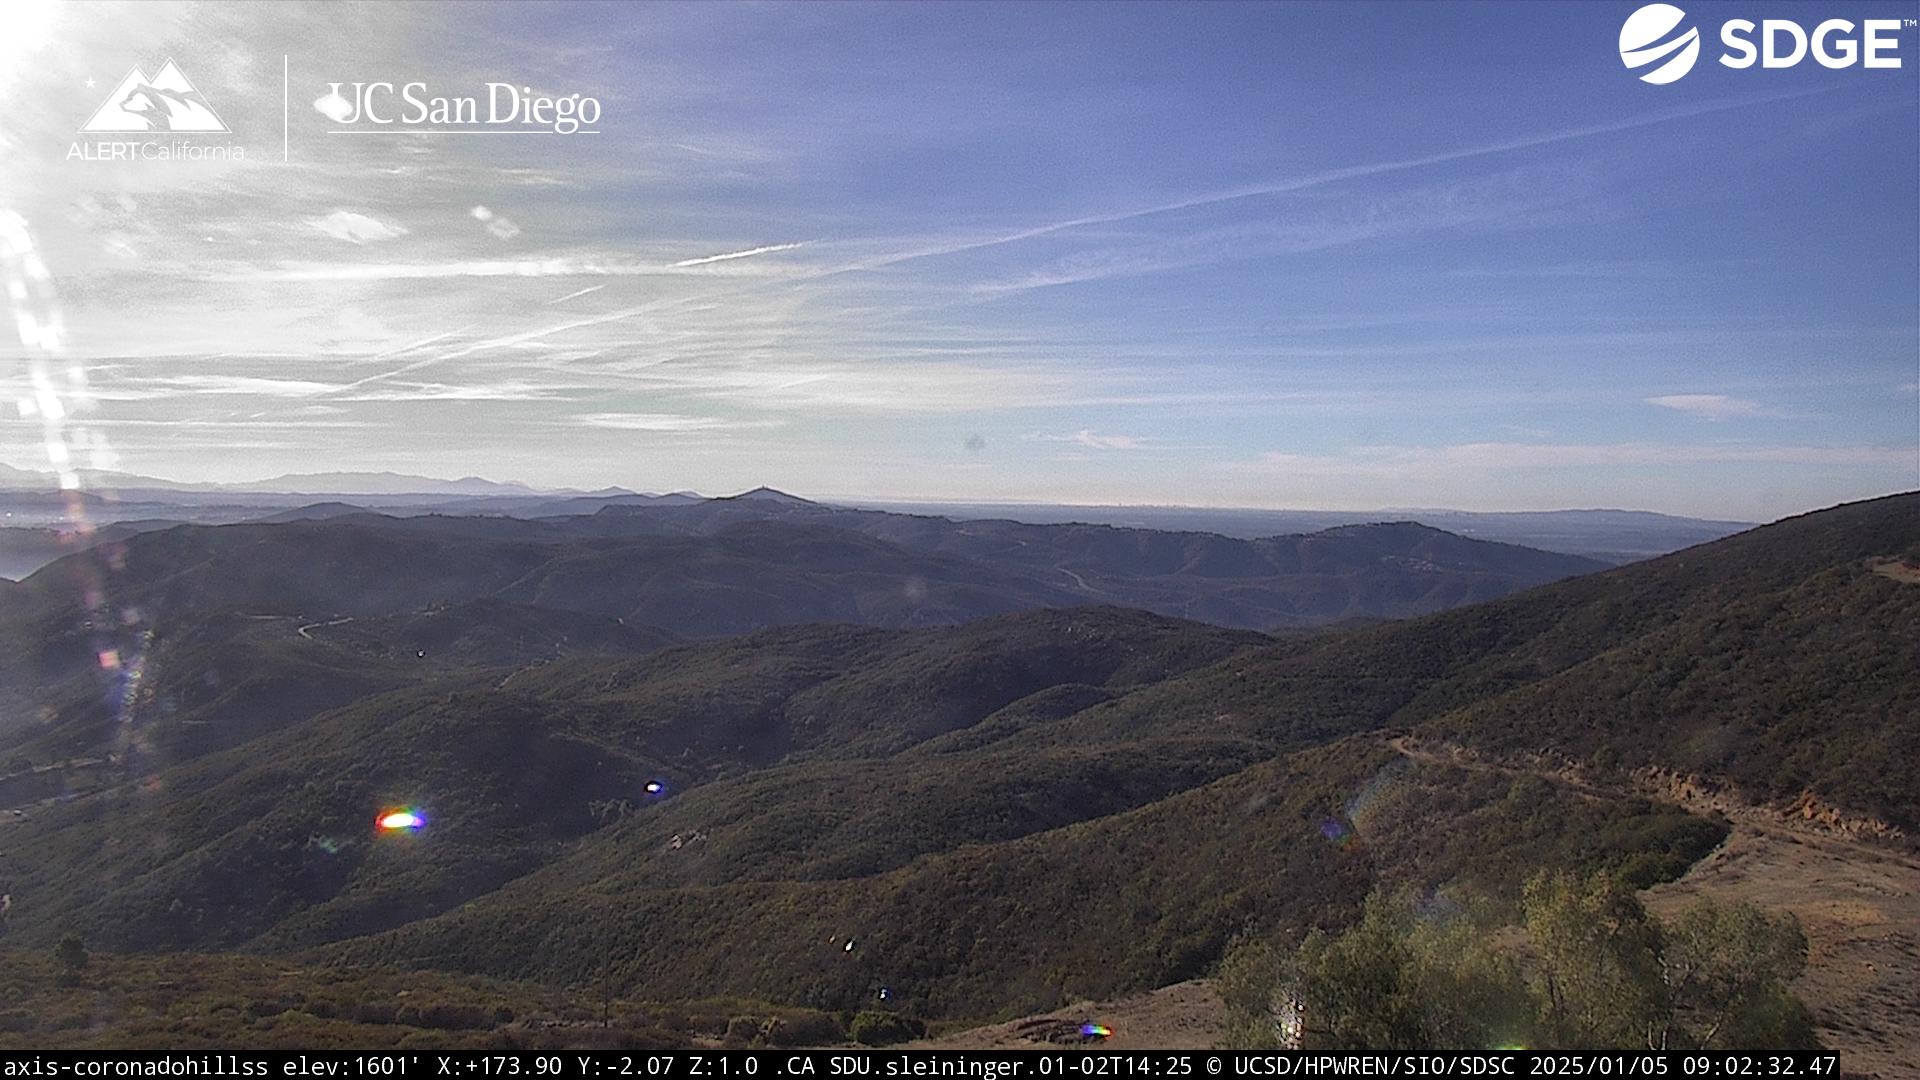 SDGE™
UC San Diego
ALERTCalifornia
axis-coronadohillss elev:1601' X:+173.90 Y:-2.07 Z:1.0 .CA SDU.sleininger.01-02T14:25 © UCSD/HPWREN/SIO/SDSC 2025/01/05 09:02:32.47